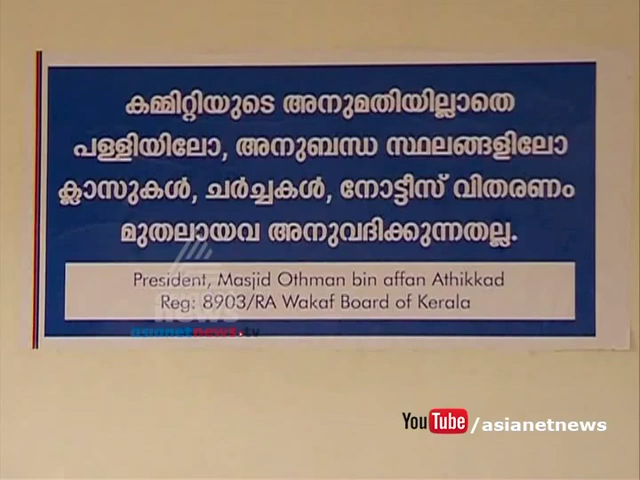 കമ്മിറ്റിയുടെ അനുമതിയില്ലാതെ
പള്ളിയിലോ, അനുബന്ധ സ്ഥലങ്ങളിലോ
ക്ലാസുകൾ, ചർച്ചകൾ, നോട്ടീസ് വിതരണം
മുതലായവ അനുവദിക്കുന്നതല്ല.
President, Masjid Othman bin affan Athikkad
Reg: 8903/RA Wakaf Board of Kerala
NEWS
asianetnews.tv
YouTube /asianetnews